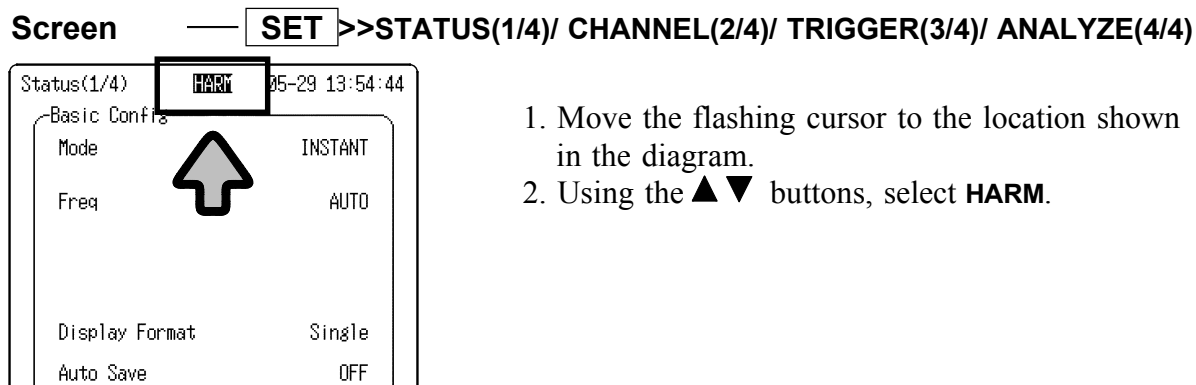 Screen SET >>STATUS(1/4)/ CHANNEL(2/4)/ TRIGGER(3/4)/ ANALYZE(4/4)
Status(1/4) HARM 05-29 13:54:44
Basic Config
Mode INSTANT
Freq AUTO
Display Format Single
Auto Save OFF
1. Move the flashing cursor to the location shown
in the diagram.
2. Using the ▲ ▼ buttons, select HARM.